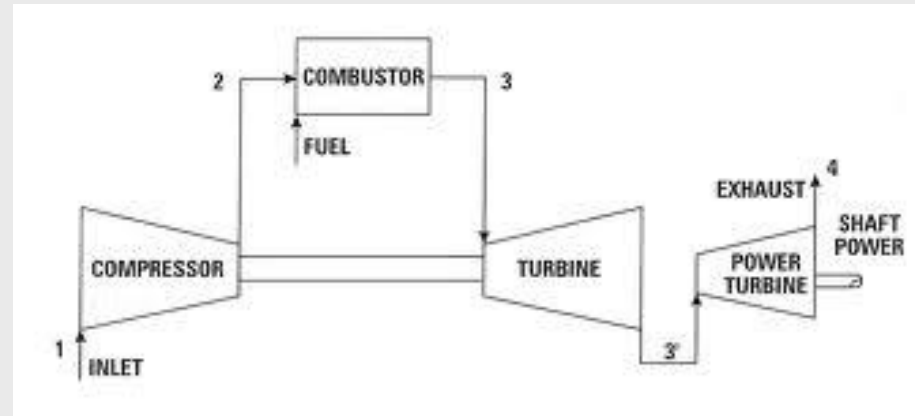 2
COMBUSTOR
3
FUEL
4
EXHAUST
SHAFT
POWER
COMPRESSOR
TURBINE
POWER
TURBINE
1
INLET
3'